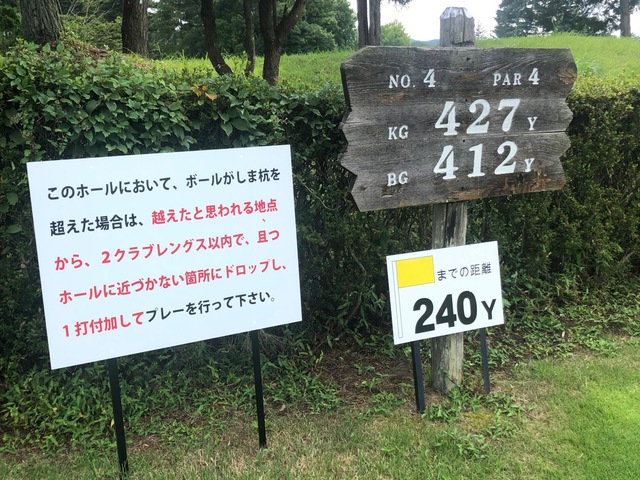 このホールにおいて、ボールがしま杭を
超えた場合は、越えたと思われる地点
から、２クラブレングス以内で、且つ
ホールに近づかない箇所にドロップし、
１打付加してプレーを行って下さい。
NO. 4 PAR 4
KG 427 Y
BG 412 Y
までの距離
240Y